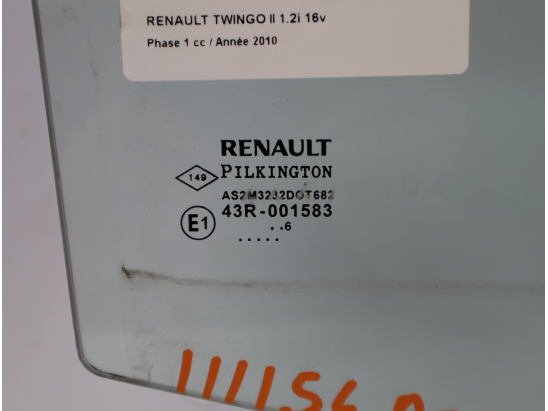 RENAULT TWINGO II 1.2i 16v
Phase 1 cc / Année 2010
RENAULT
149 PILKINGTON
AS2M3232DOT682
E1 43R-001583
. .6
. . . . .